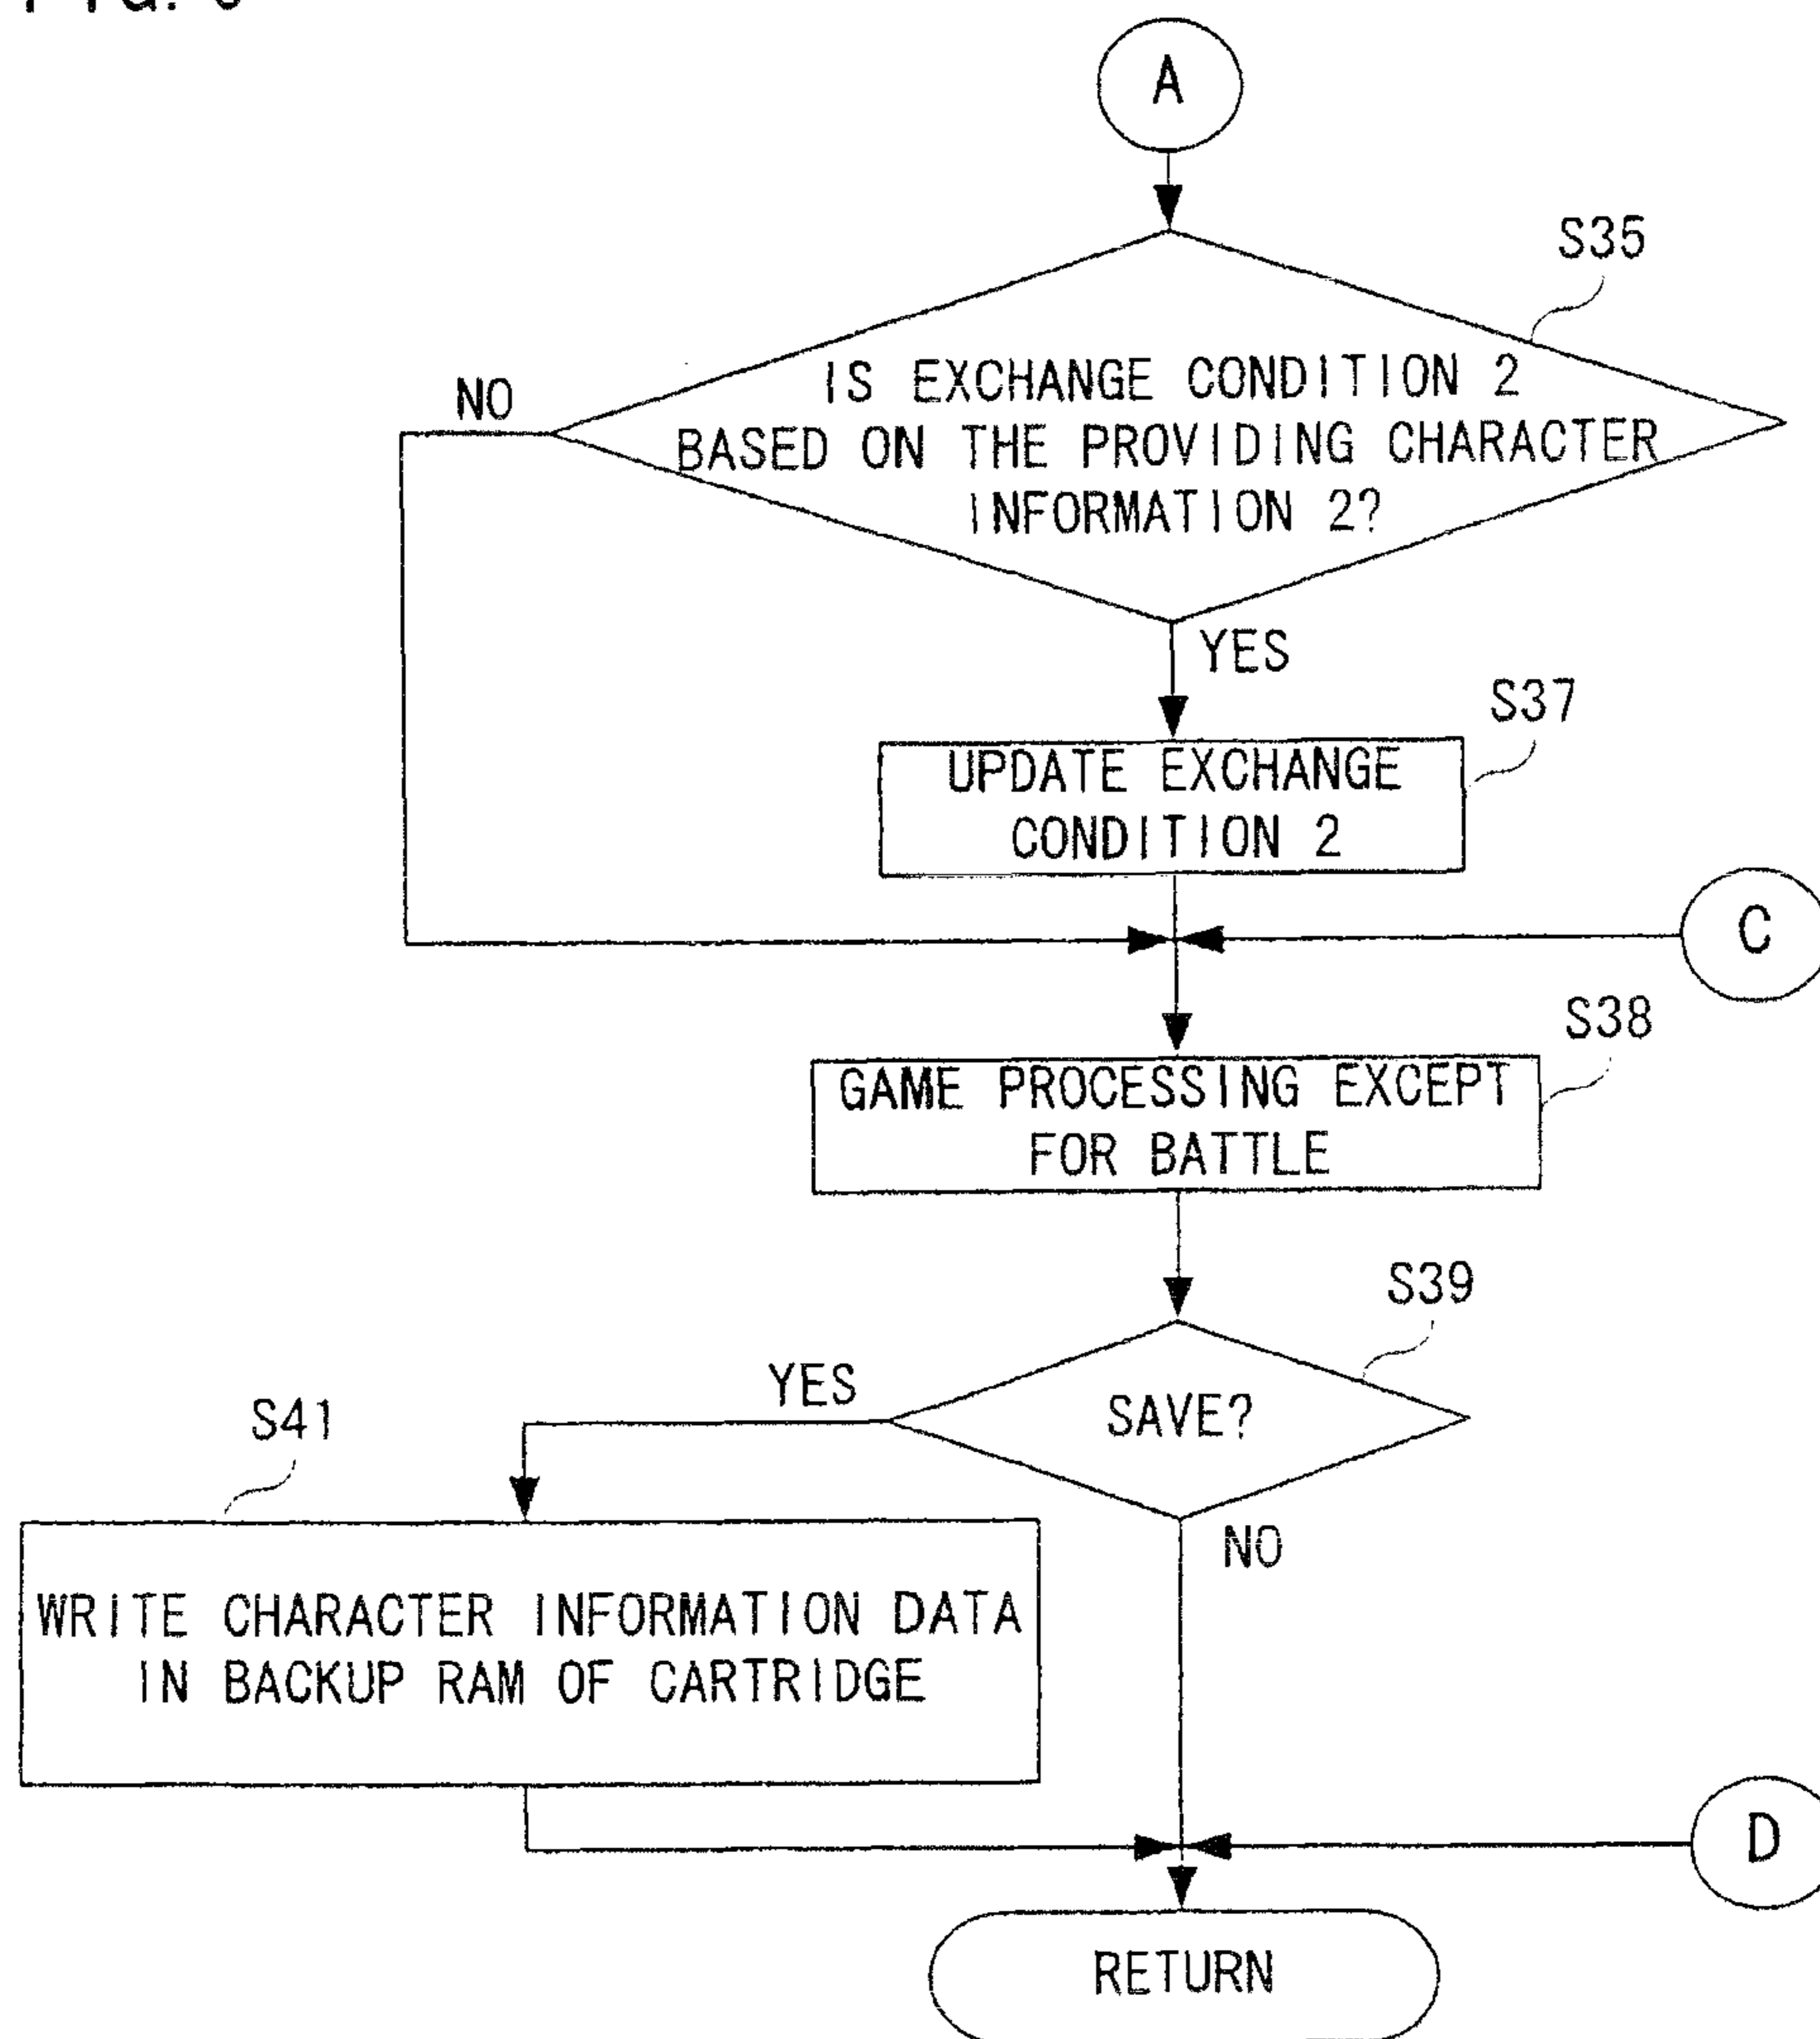 A
S35
IS EXCHANGE CONDITION 2
NO
BASED ON THE PROVIDING CHARACTER
INFORMATION 2?
YES
S37
UPDATE EXCHANGE
CONDITION 2
C
S38
GAME PROCESSING EXCEPT
FOR BATTLE
S39
YES
SAVE?
S41
NO
WRITE CHARACTER INFORMATION DATA
IN BACKUP RAM OF CARTRIDGE
D
RETURN